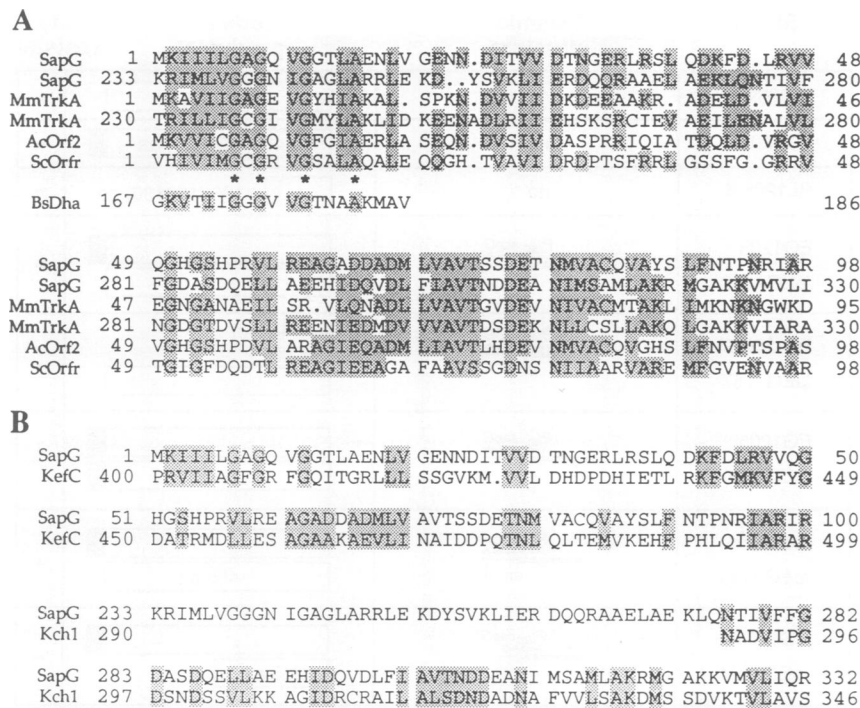 A
SapG 1 MKIIILGAGQ VGGTLAENLV GENN.DITVV DTNGERLRSL QDKFD.LRVV 48
SapG 233 KRIMLVGGGN IGAGLARRLE KD..YSVKLI ERDQQRAAEL AEKLQNTIVF 280
MmTrkA 1 MKAVIIGAGE VGYHIAKAL. SPKN.DVVII DKDEEAAKR. ADELD.VLVI 46
MmTrkA 230 TRILLIGCGI VGMYLAKLID KEENADLRII EHSKSRCIEV AEILENALVL 280
AcOrf2 1 MKVVICGAGQ VGFGIAERLA SEQN.DVSIV DASPRRIQIA TDQLD.VRGV 48
ScOrfr 1 VHIVIMGCGR VGSALAQALE QQGH.TVAVI DRDPTSFRRL GSSFG.GRRV 48
* * * *
BsDha 167 GKVTIIGGGV VGTNAAKMAV 186
SapG 49 QGHGSHPRVL REAGADDADM LVAVTSSDET NMVACQVAYS LFNTPNRIAR 98
SapG 281 FGDASDQELL AEEHIDQVDL FIAVTNDDEA NIMSAMLAKR MGAKKVMVLI 330
MmTrkA 47 EGNGANAEII SR.VLQNADL LVAVTGVDEV NIVACMTAKL IMKNKNGWKD 95
MmTrkA 281 NGDGTDVSLL REENIEDMDV VVAVTDSDEK NLLCSLLAKQ LGAKKVIARA 330
AcOrf2 49 VGHGSHPDVL ARAGIEQADM LIAVTLHDEV NMVACQVGHS LFNVPTSPAS 98
ScOrfr 49 TGIGFDQDTL REAGIEEAGA FAAVSSGDNS NIIAARVARE MFGVENVAAR 98
B
SapG 1 MKIIILGAGQ VGGTLAENLV GENNDITVVD TNGERLRSLQ DKFDLRVVQG 50
KefC 400 PRVIIAGFGR FGQITGRLLL SSGVKM.VVL DHDPDHIETL RKFGMKVFYG 449
SapG 51 HGSHPRVLRE AGADDADMLV AVTSSDETNM VACQVAYSLF NTPNRIARIR 100
KefC 450 DATRMDLLES AGAAKAEVLI NAIDDPQTNL QLTEMVKEHF PHLQIIARAR 499
SapG 233 KRIMLVGGGN IGAGLARRLE KDYSVKLIER DQQRAAELAE KLQNTIVFFG 282
Kch1 290 NADVIPG 296
SapG 283 DASDQELLAE EHIDQVDLFI AVTNDDEANI MSAMLAKRMG AKKVMVLIQR 332
Kch1 297 DSNDSSVLKK AGIDRCRAIL ALSDNDADNA FVVLSAKDMS SDVKTVLAVS 346